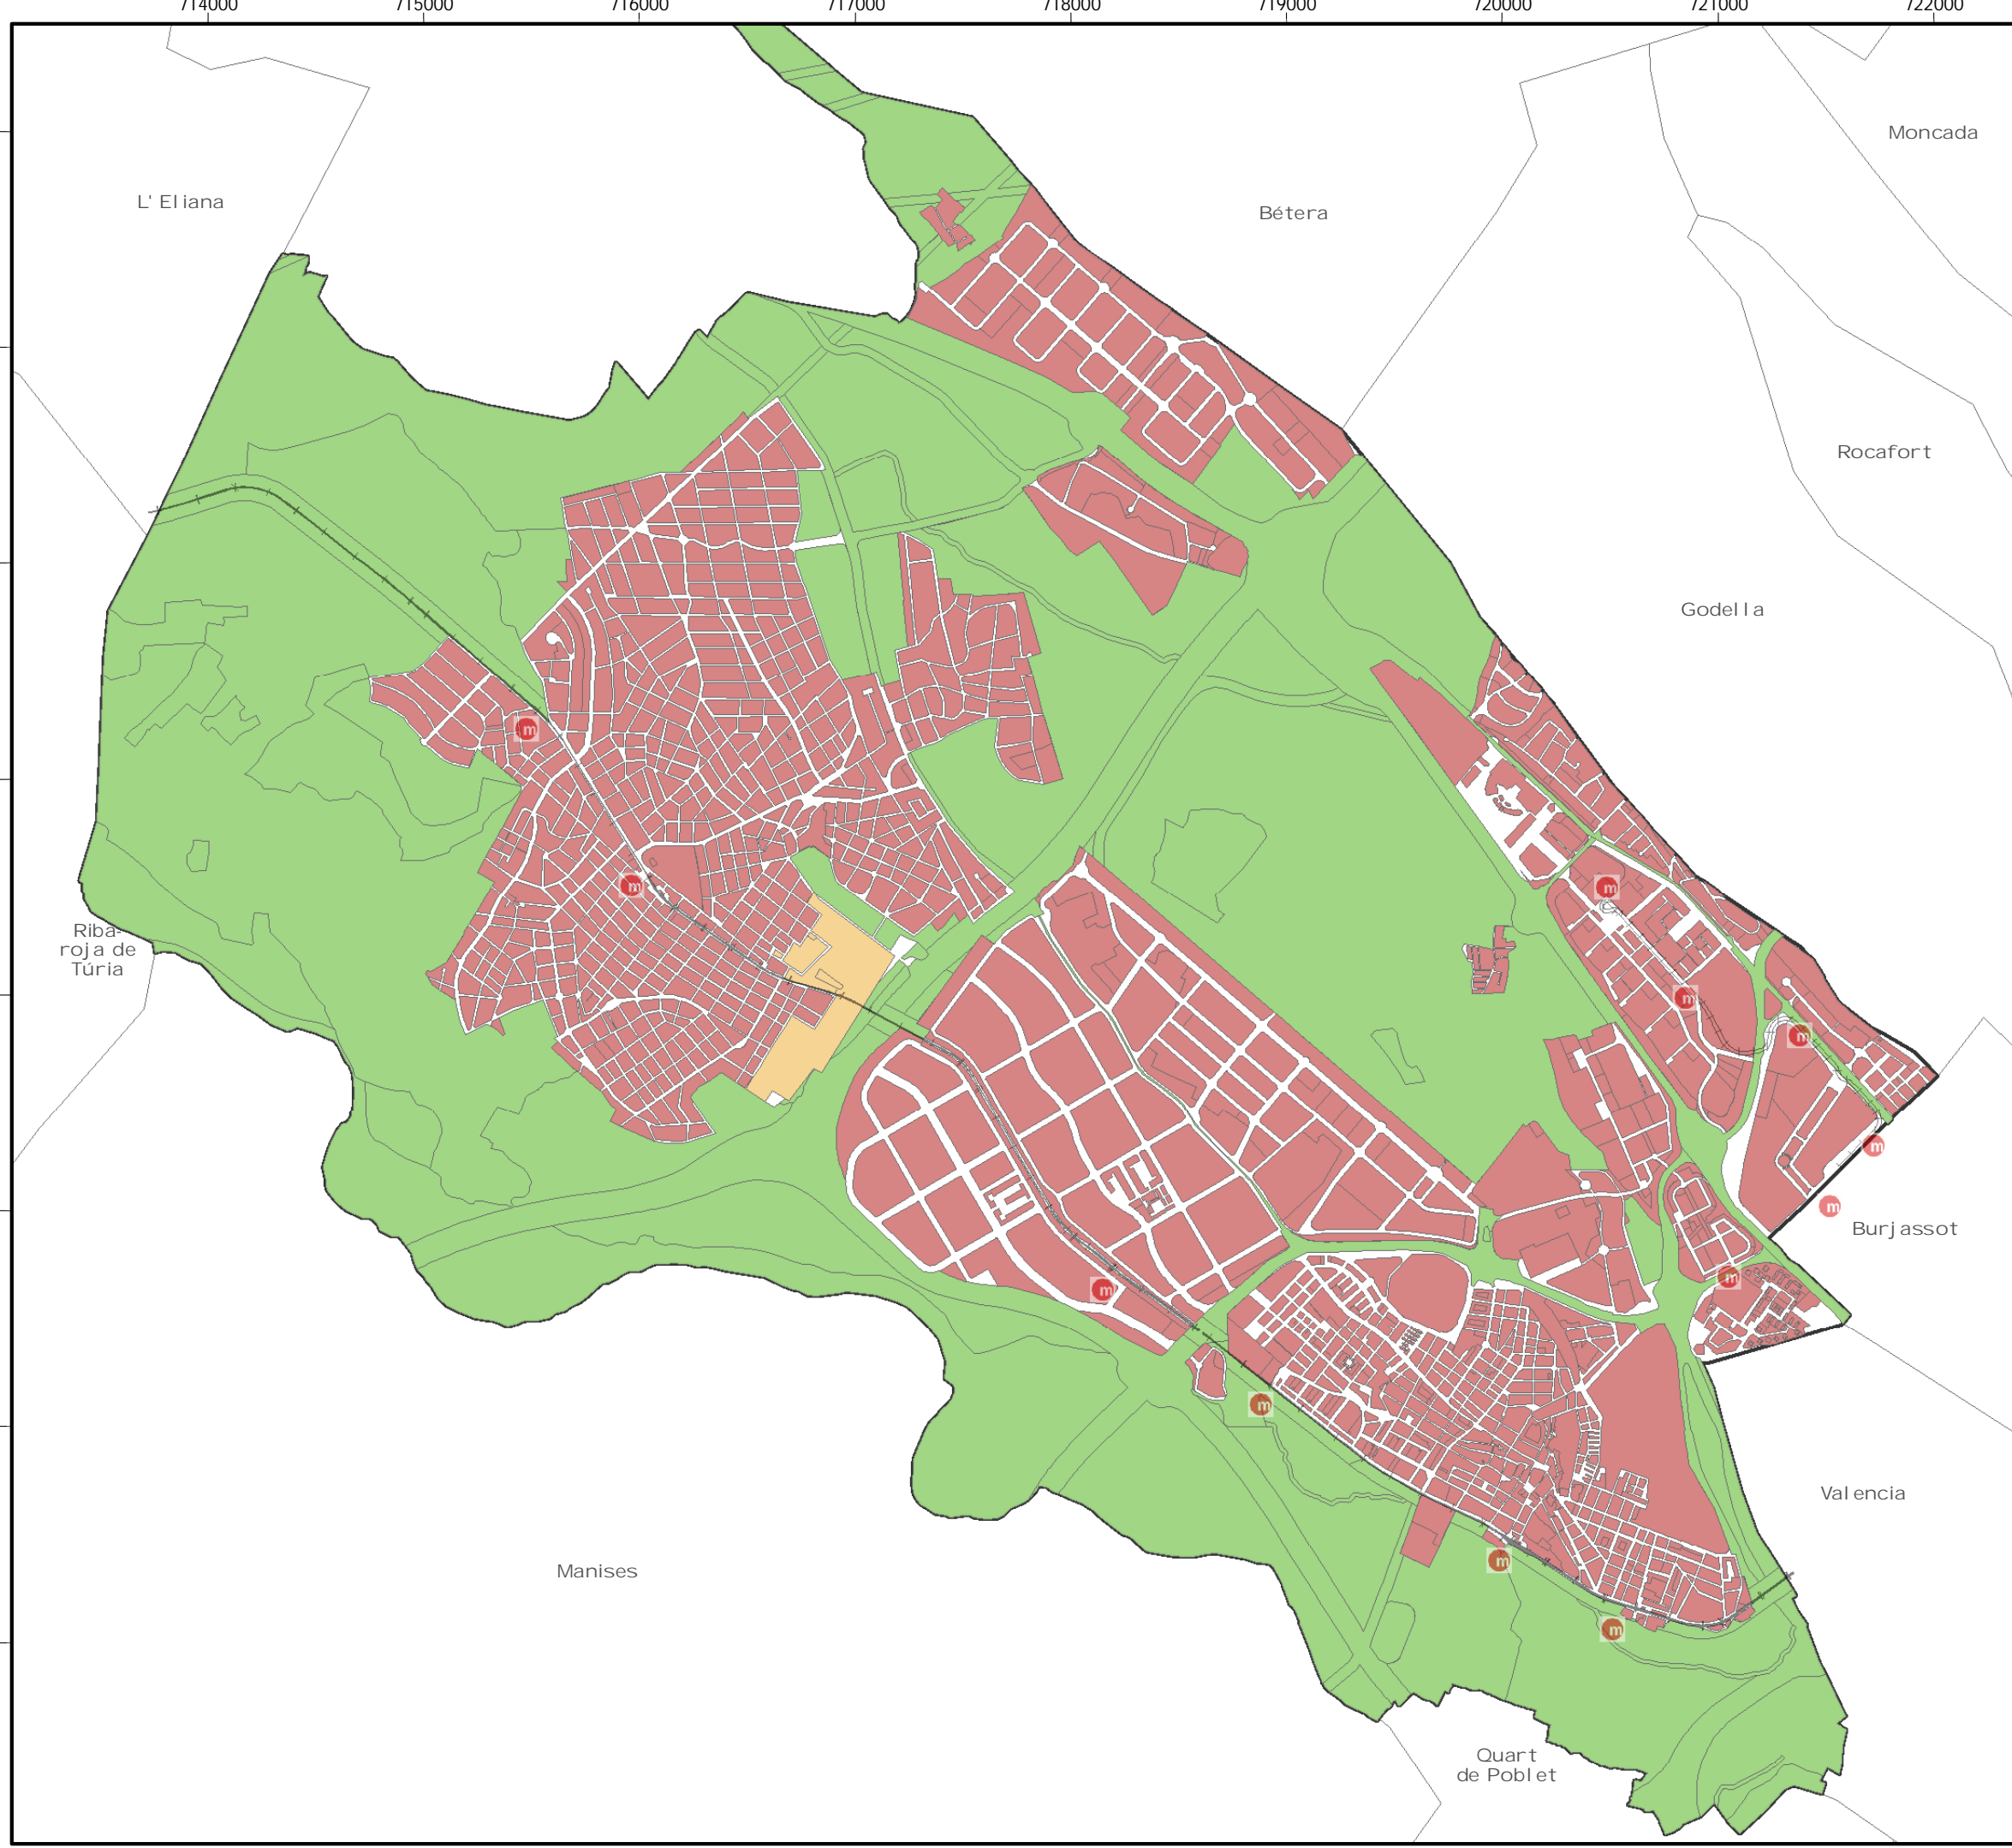 714000 715000 716000 717000 718000 719000 720000 721000 722000
Moncada
L'Eliana
Bétera
Rocafort
Godella
m
m
m
Riba-
roja de
Túria
m
m
m
m
Burjassot
m
m
m
Valencia
m
Manises
m
Quart
de Poblet